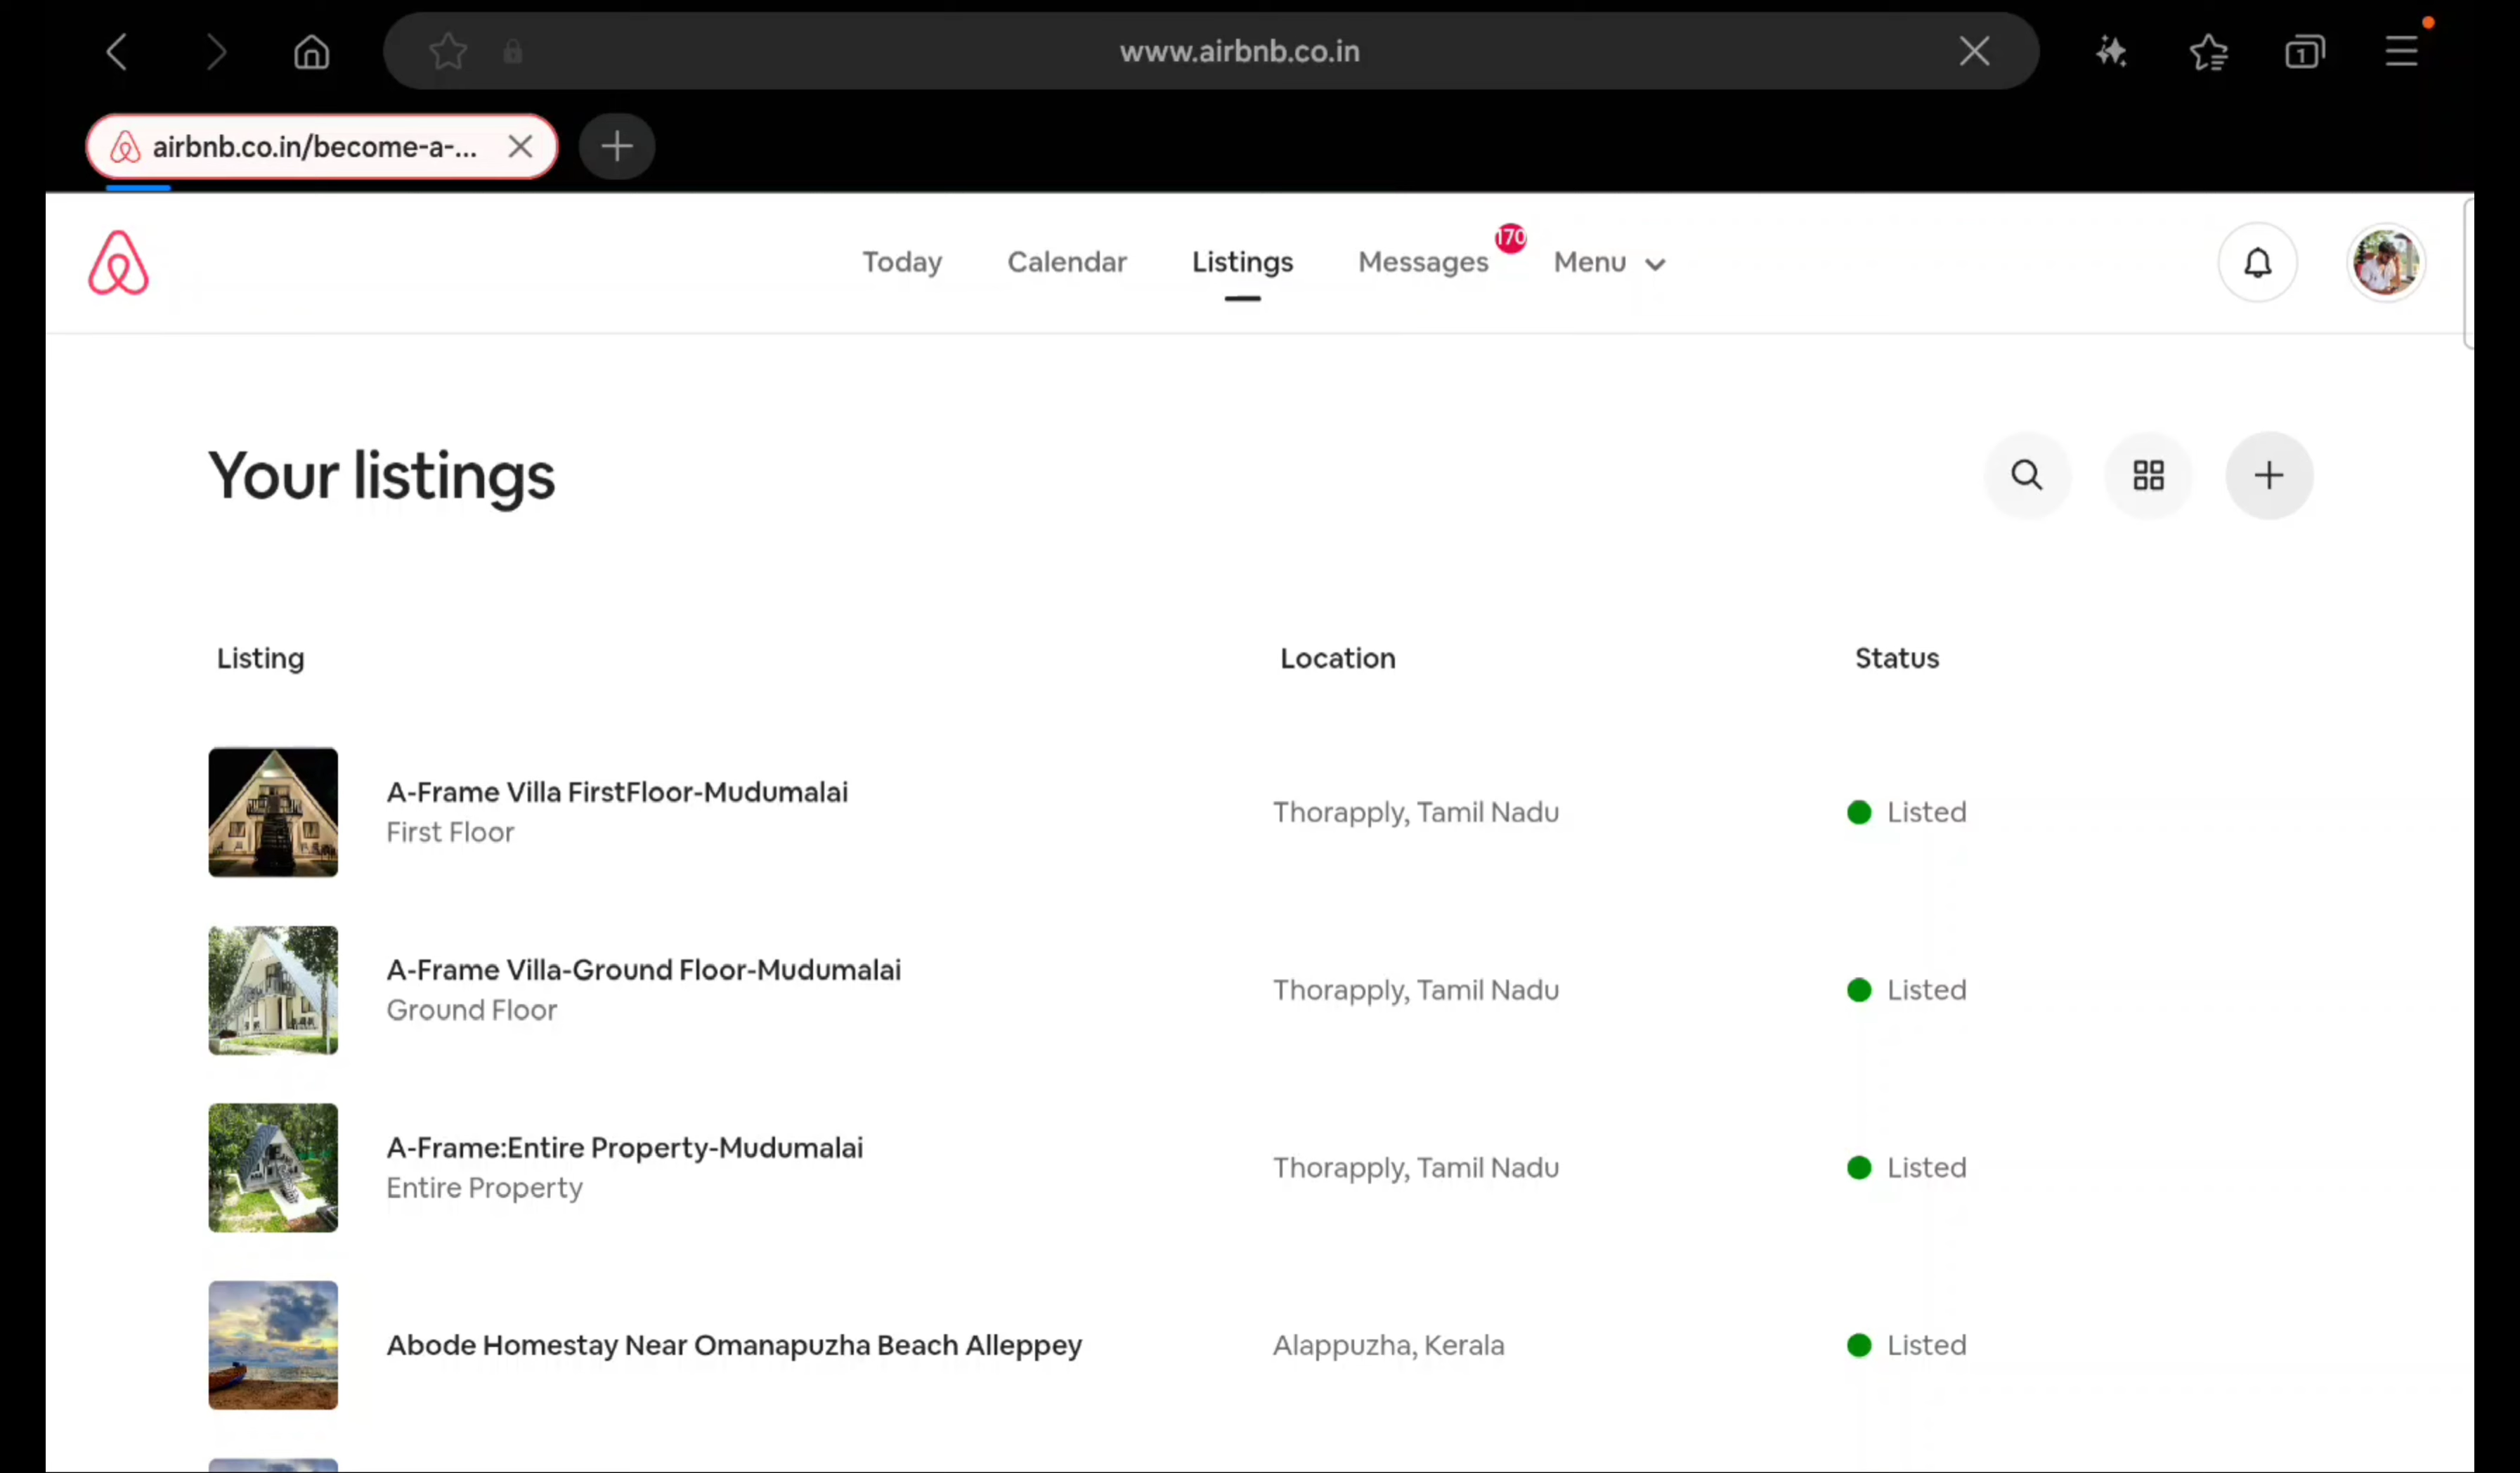 www.airbnb.co.in
1
airbnb.co.in/become-a-...
Today
Calendar
Listings
Messages
170
Menu
Your listings
Listing
Location
Status
A-Frame Villa FirstFloor-Mudumalai
First Floor
Thorapply, Tamil Nadu
Listed
A-Frame Villa-Ground Floor-Mudumalai
Ground Floor
Thorapply, Tamil Nadu
Listed
A-Frame:Entire Property-Mudumalai
Entire Property
Thorapply, Tamil Nadu
Listed
Abode Homestay Near Omanapuzha Beach Alleppey
Alappuzha, Kerala
Listed